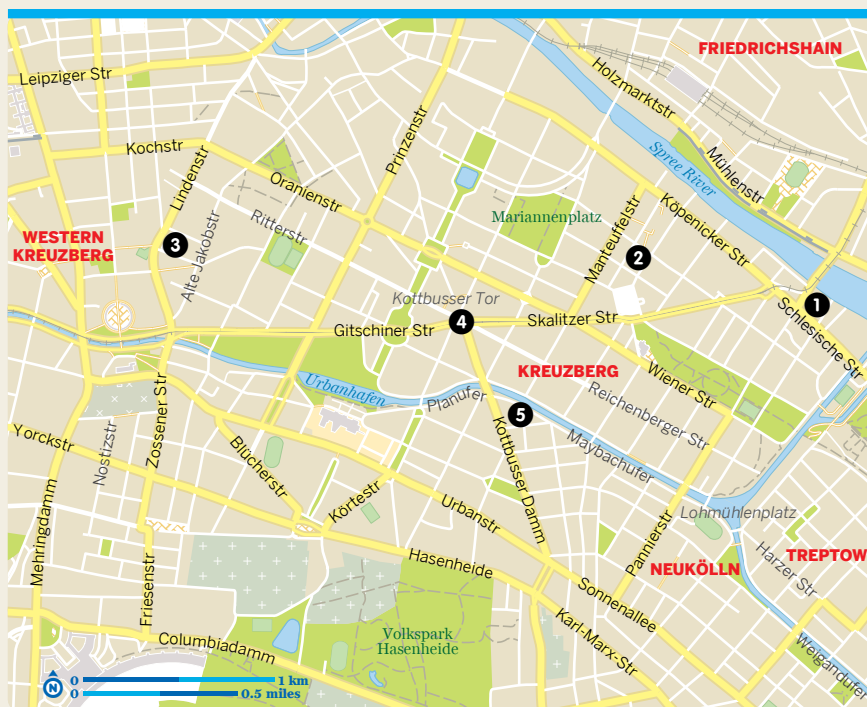 FRIEDRICHSHAIN
Leipziger Str
Holzmarktstr
Prinzenstr
Kochstr
Lindenstr
Oranienstr
Spree River
Mühlenstr
Mariannenplatz
Manteuffelstr
Köpenicker Str
Ritterstr
Alte Jakobstr
WESTERN
KREUZBERG
3
2
1
Kottbusser Tor
4
Gitschiner Str
Skalitzer Str
Schlesische Str
KREUZBERG
Wiener Str
Urbanhafen
Planufer
5
Reichenberger Str
Zossener Str
Yorckstr
Nostizstr
Blücherstr
Kottbusser Damm
Maybachufer
Körtestr
Urbanstr
Lohmühlenplatz
Pannierstr
Mehringdamm
Hasenheide
NEUKÖLLN
TREPTOW
Harzer Str
Friesenstr
Sonnenallee
Karl-Marx-Str
Columbiadamm
Volkspark
Hasenheide
Weigandufer
N
0 1 km
0 0.5 miles